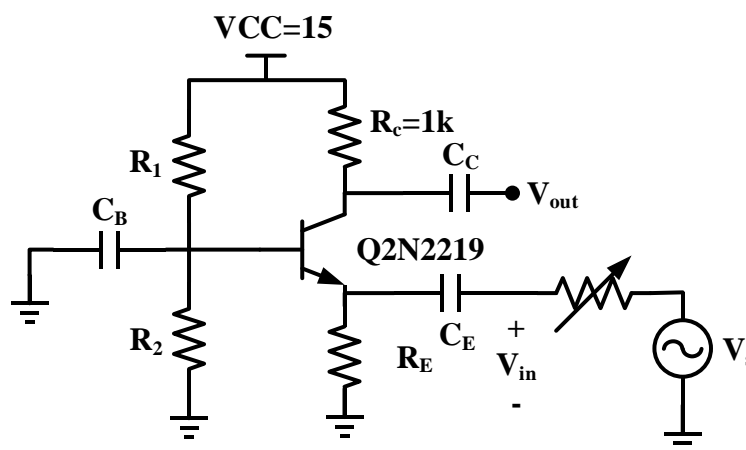 VCC=15
R1
Rc=1k
CC
Vout
CB
Q2N2219
R2
RE
CE
+
Vin
-